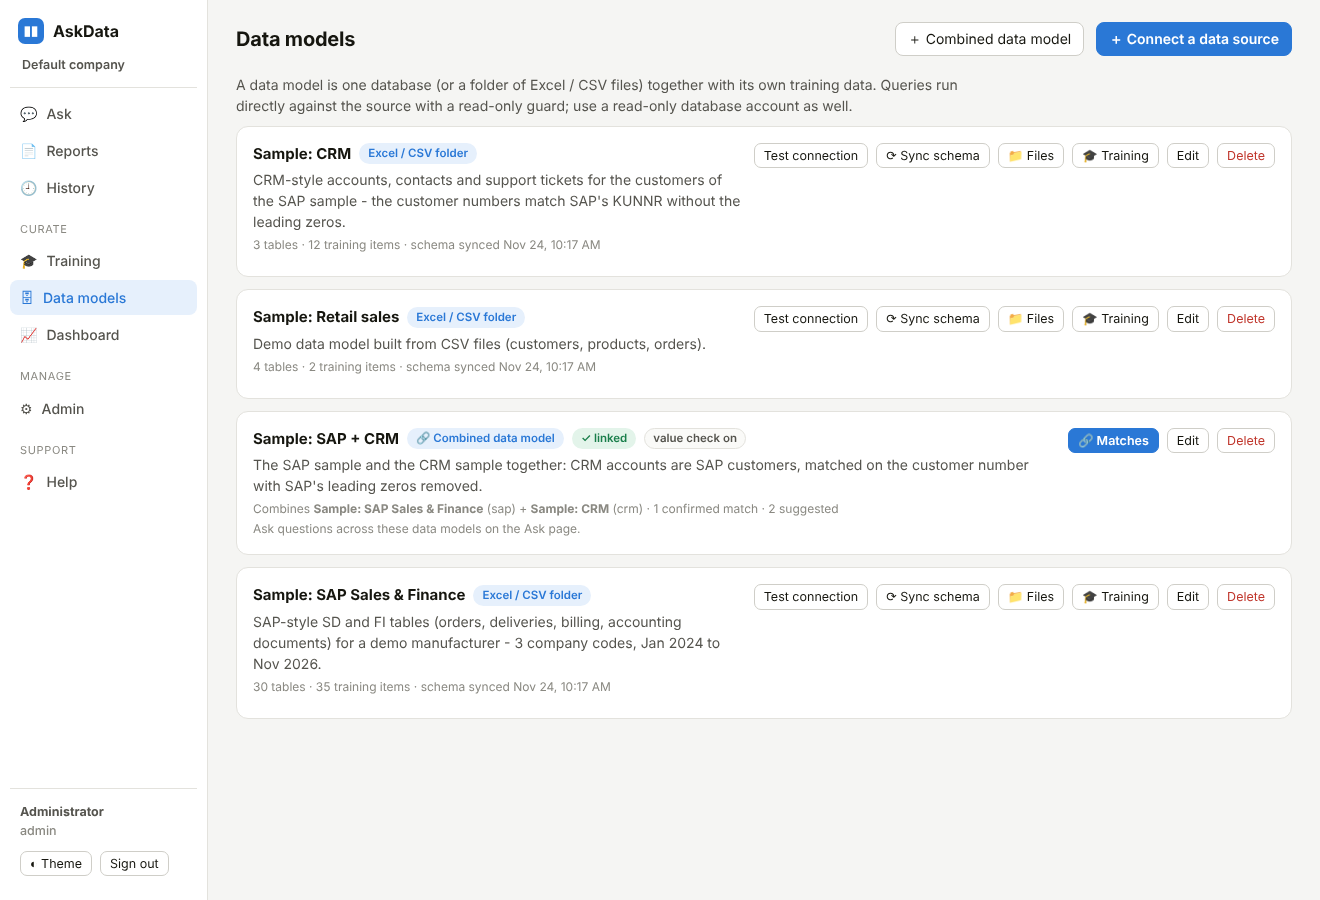 AskData
Default company
Ask
Reports
History
CURATE
Training
Data models
Dashboard
MANAGE
Admin
SUPPORT
Help
Administrator
admin
Theme
Sign out
Data models
+ Combined data model
+ Connect a data source
A data model is one database (or a folder of Excel / CSV files) together with its own training data. Queries run
directly against the source with a read-only guard; use a read-only database account as well.
Sample: CRM Excel / CSV folder
Test connection ⟳ Sync schema Files Training Edit Delete
CRM-style accounts, contacts and support tickets for the customers of
the SAP sample - the customer numbers match SAP's KUNNR without the
leading zeros.
3 tables · 12 training items · schema synced Nov 24, 10:17 AM
Sample: Retail sales Excel / CSV folder
Test connection ⟳ Sync schema Files Training Edit Delete
Demo data model built from CSV files (customers, products, orders).
4 tables · 2 training items · schema synced Nov 24, 10:17 AM
Sample: SAP + CRM Combined data model ✓ linked value check on
Matches Edit Delete
The SAP sample and the CRM sample together: CRM accounts are SAP customers, matched on the customer number
with SAP's leading zeros removed.
Combines Sample: SAP Sales & Finance (sap) + Sample: CRM (crm) · 1 confirmed match · 2 suggested
Ask questions across these data models on the Ask page.
Sample: SAP Sales & Finance Excel / CSV folder
Test connection ⟳ Sync schema Files Training Edit Delete
SAP-style SD and FI tables (orders, deliveries, billing, accounting
documents) for a demo manufacturer - 3 company codes, Jan 2024 to
Nov 2026.
30 tables · 35 training items · schema synced Nov 24, 10:17 AM